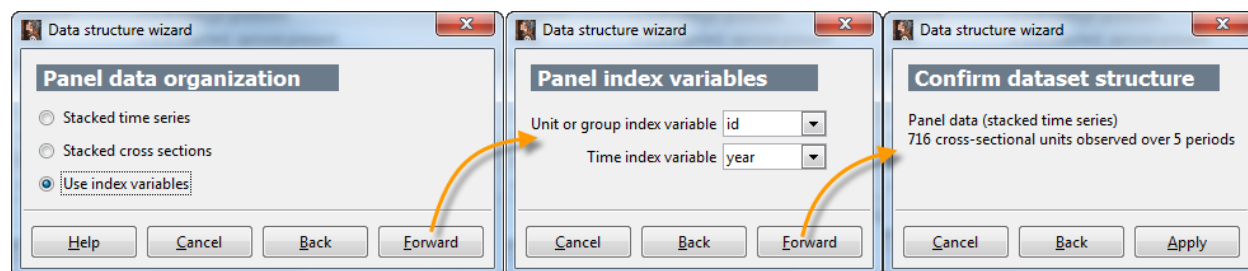 Data structure wizard
Panel data organization
Stacked time series
Stacked cross sections
Use index variables
Help Cancel Back Forward
Data structure wizard
Panel index variables
Unit or group index variable id
Time index variable year
Cancel Back Forward
Data structure wizard
Confirm dataset structure
Panel data (stacked time series)
716 cross-sectional units observed over 5 periods
Cancel Back Apply